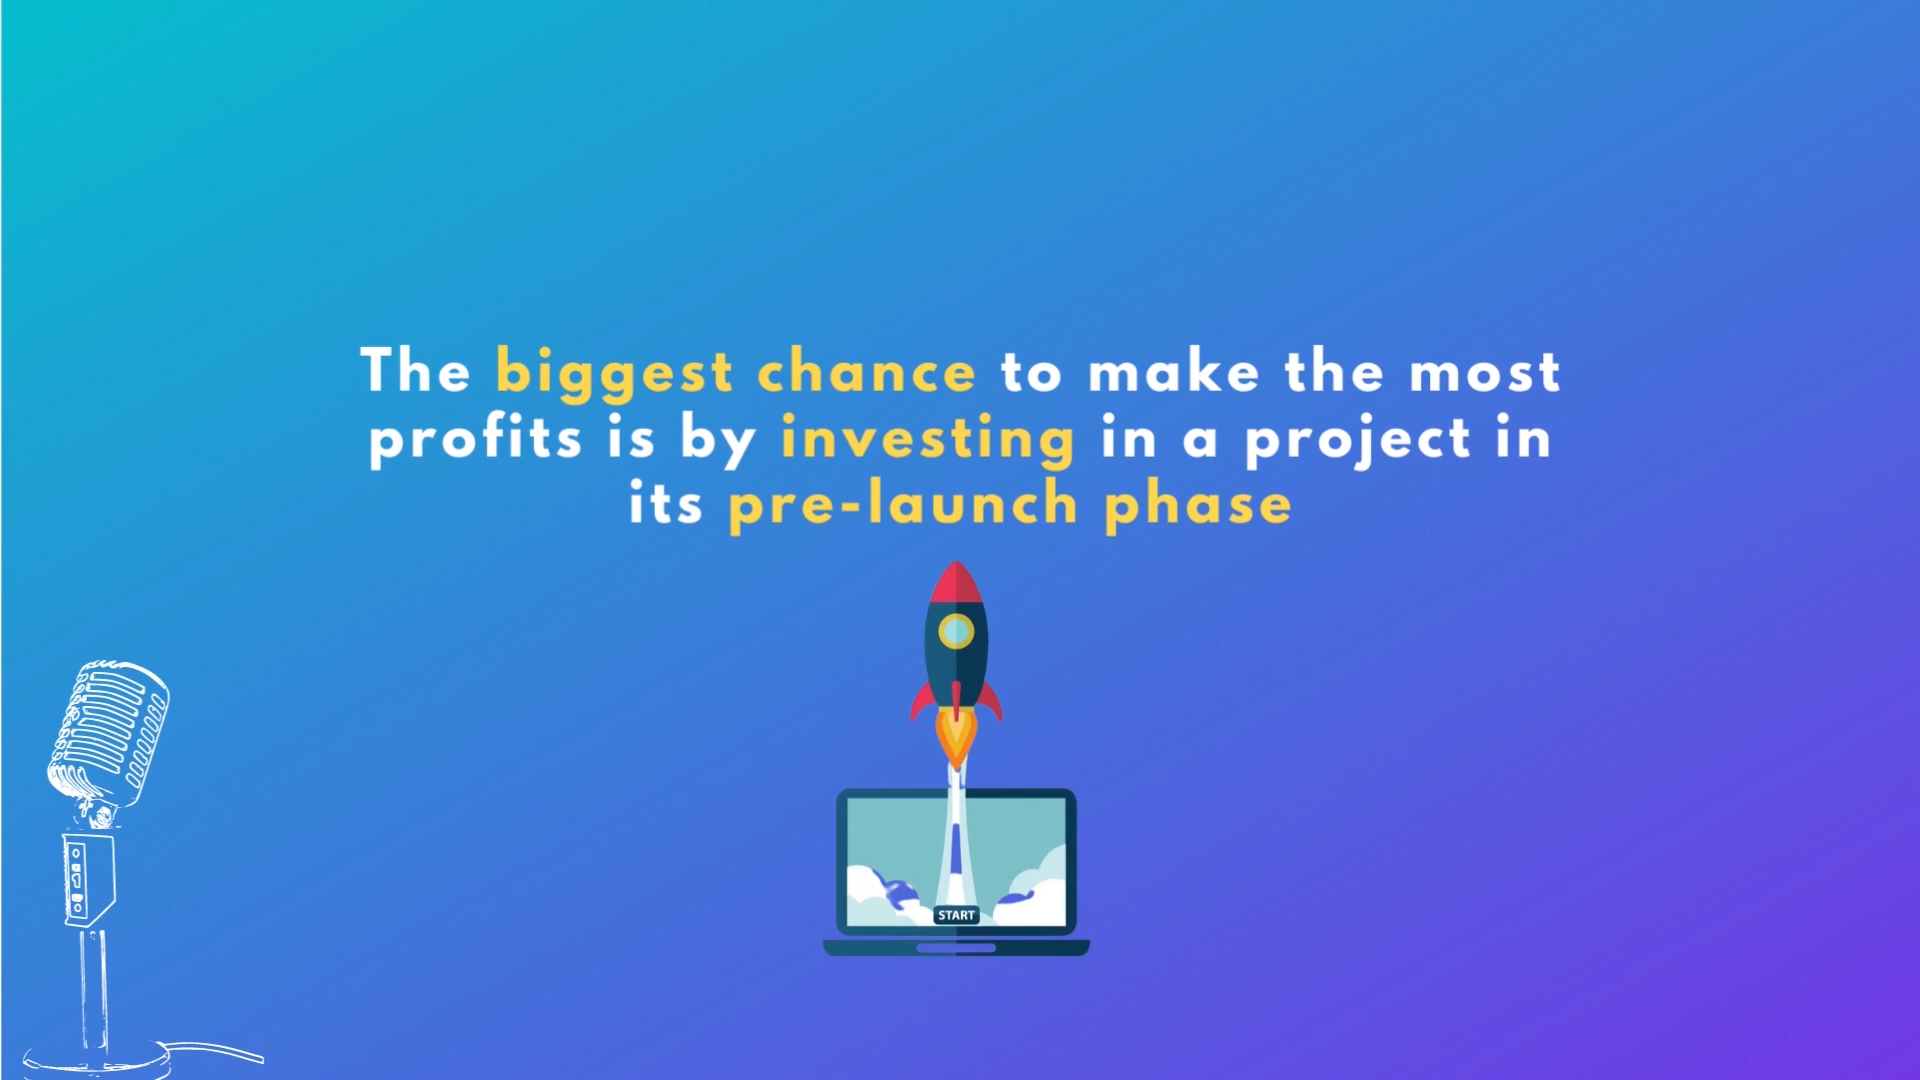 The biggest chance to make the most
profits is by investing in a project in
its pre-launch phase
START